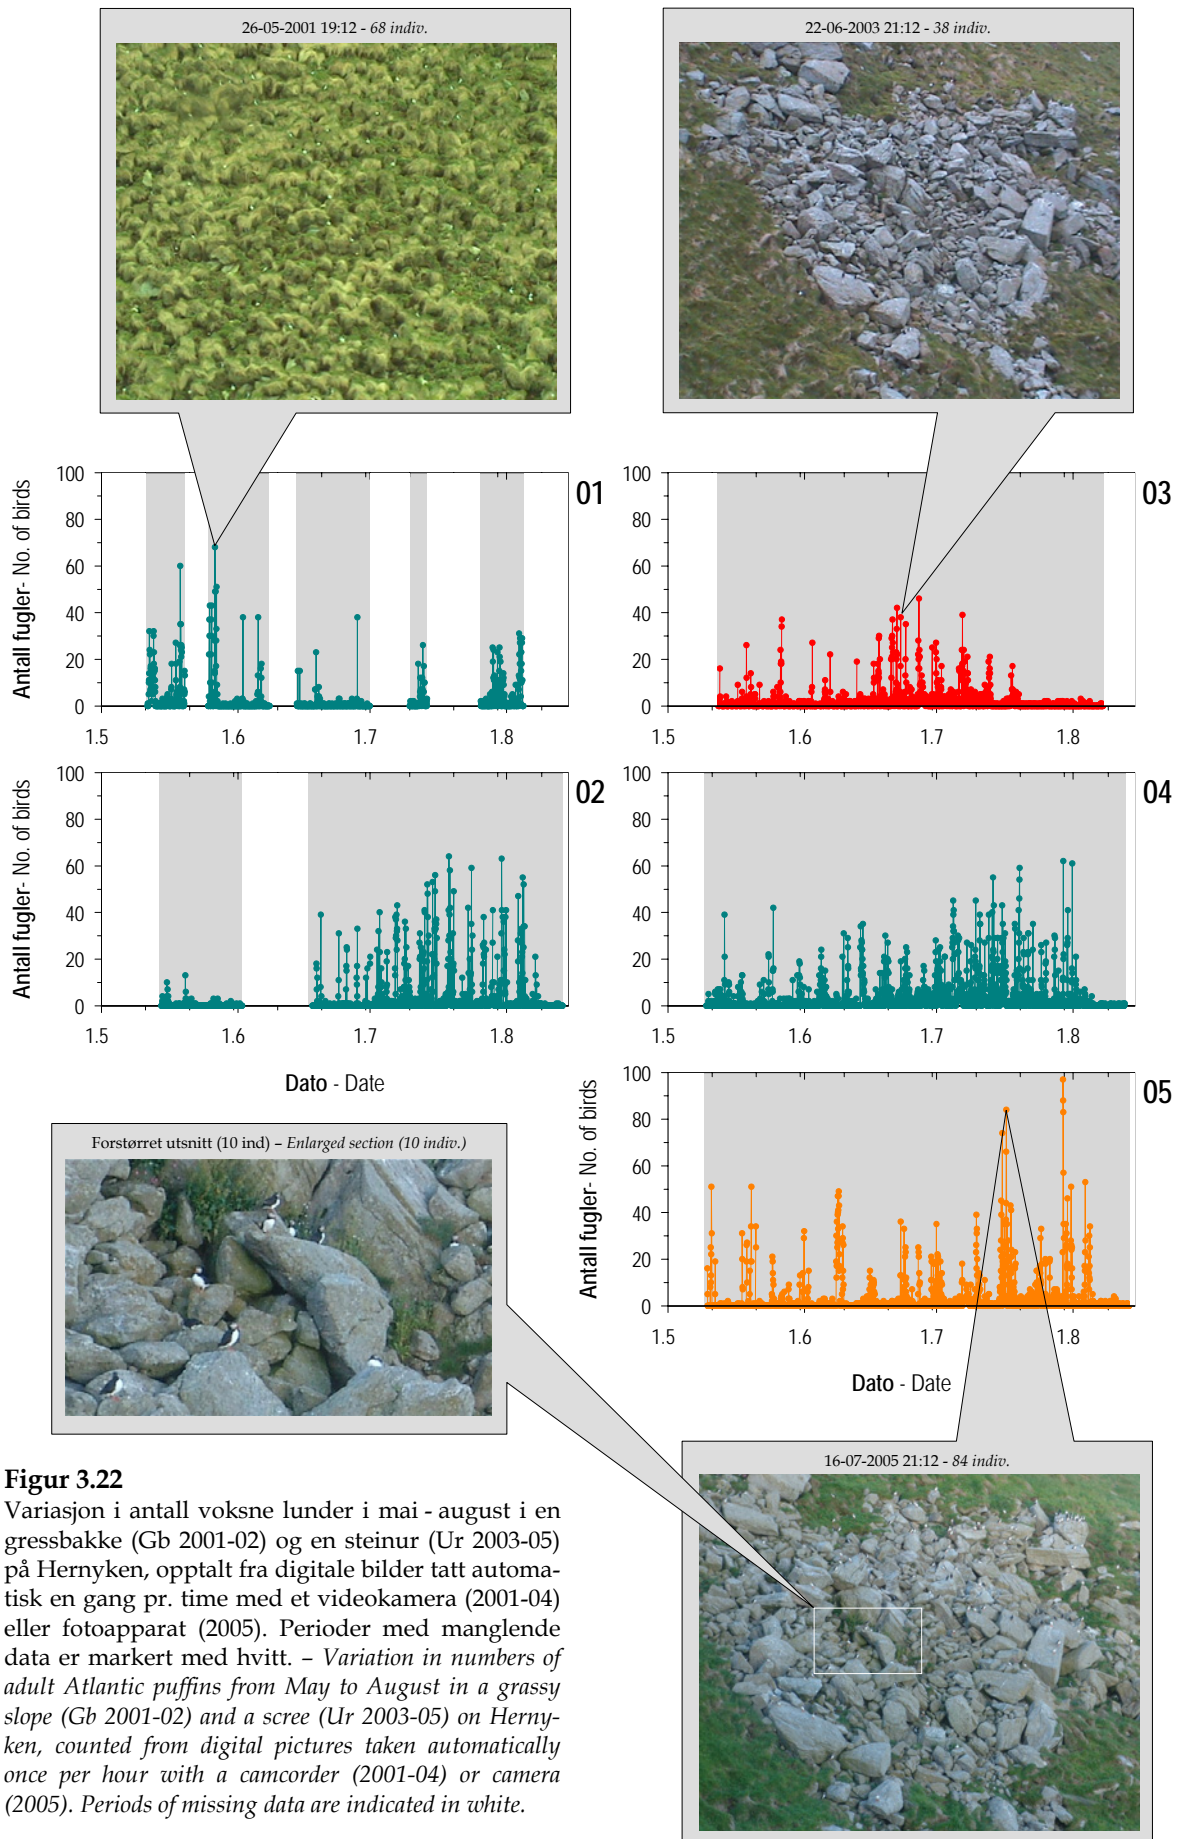 26-05-2001 19:12 - 68 indiv.
22-06-2003 21:12 - 38 indiv.
Antall fugler- No. of birds
100
80
60
40
20
0
1.5
1.6
1.7
1.8
01
100
80
60
40
20
0
1.5
1.6
1.7
1.8
03
Antall fugler- No. of birds
100
80
60
40
20
0
1.5
1.6
1.7
1.8
02
Dato - Date
100
80
60
40
20
0
1.5
1.6
1.7
1.8
04
Antall fugler- No. of birds
100
80
60
40
20
0
1.5
1.6
1.7
1.8
05
Dato - Date
Forstørret utsnitt (10 ind) – Enlarged section (10 indiv.)
16-07-2005 21:12 - 84 indiv.
Figur 3.22
Variasjon i antall voksne lunder i mai - august i en
gressbakke (Gb 2001-02) og en steinur (Ur 2003-05)
på Hernyken, opptalt fra digitale bilder tatt automa-
tisk en gang pr. time med et videokamera (2001-04)
eller fotoapparat (2005). Perioder med manglende
data er markert med hvitt. – Variation in numbers of
adult Atlantic puffins from May to August in a grassy
slope (Gb 2001-02) and a scree (Ur 2003-05) on Herny-
ken, counted from digital pictures taken automatically
once per hour with a camcorder (2001-04) or camera
(2005). Periods of missing data are indicated in white.